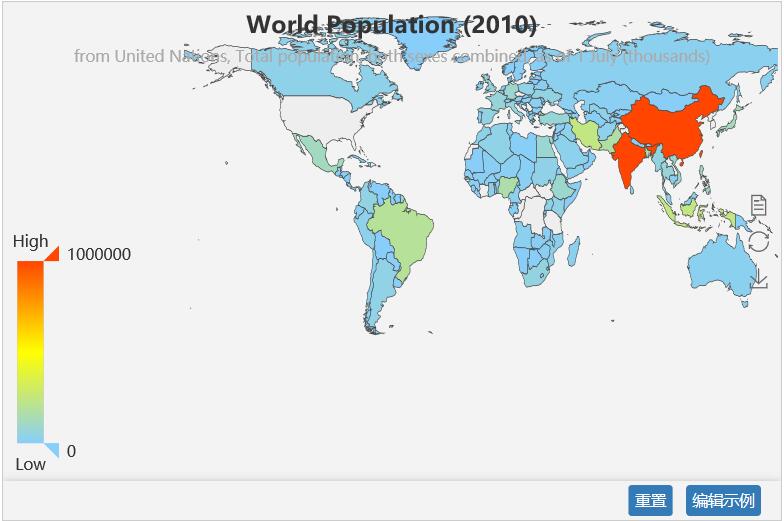 World Population (2010)
from United Nations, Total population, both sexes combined, as of 1 July (thousands)
High
1000000
0
Low
重置
编辑示例